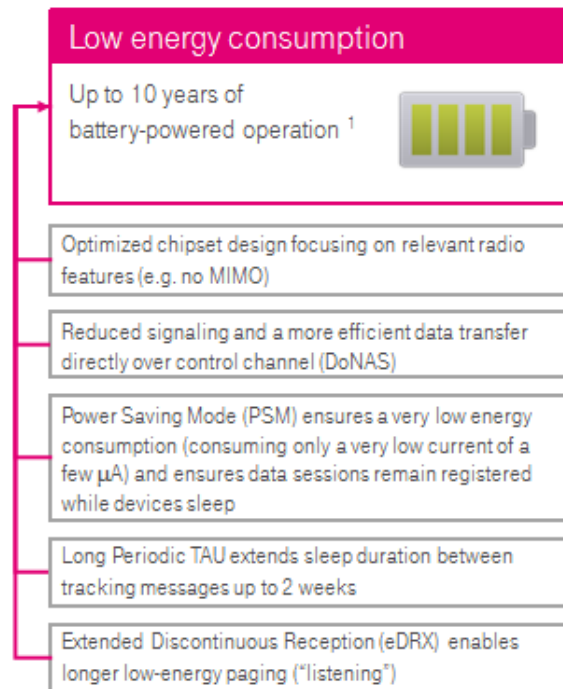 Low energy consumption
Up to 10 years of
battery-powered operation 1
Optimized chipset design focusing on relevant radio
features (e.g. no MIMO)
Reduced signaling and a more efficient data transfer
directly over control channel (DoNAS)
Power Saving Mode (PSM) ensures a very low energy
consumption (consuming only a very low current of a
few µA) and ensures data sessions remain registered
while devices sleep
Long Periodic TAU extends sleep duration between
tracking messages up to 2 weeks
Extended Discontinuous Reception (eDRX) enables
longer low-energy paging (“listening”)